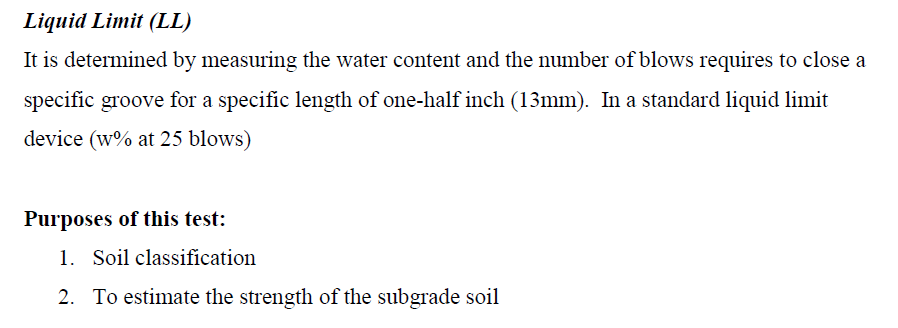 Liquid Limit (LL)
It is determined by measuring the water content and the number of blows requires to close a
specific groove for a specific length of one-half inch (13mm).  In a standard liquid limit
device (w% at 25 blows)
Purposes of this test:
1. Soil classification
2. To estimate the strength of the subgrade soil